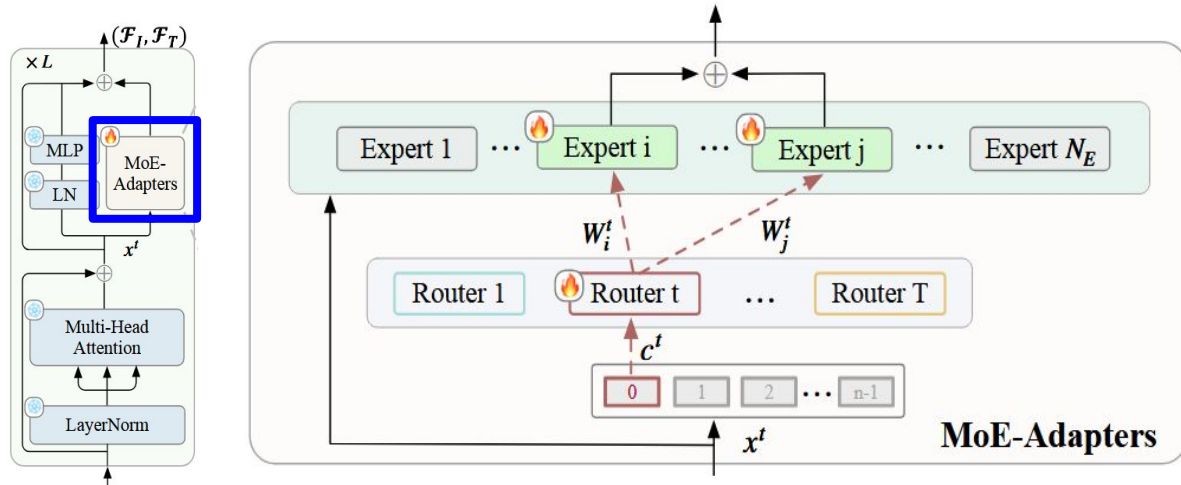 (ℱ_I, ℱ_T)
× L
MLP
LN
MoE-
Adapters
x^t
Multi-Head
Attention
LayerNorm
Expert 1
...
Expert i
...
Expert j
...
Expert N_E
W_i^t
W_j^t
Router 1
Router t
...
Router T
c^t
0
1
2
...
n-1
x^t
MoE-Adapters